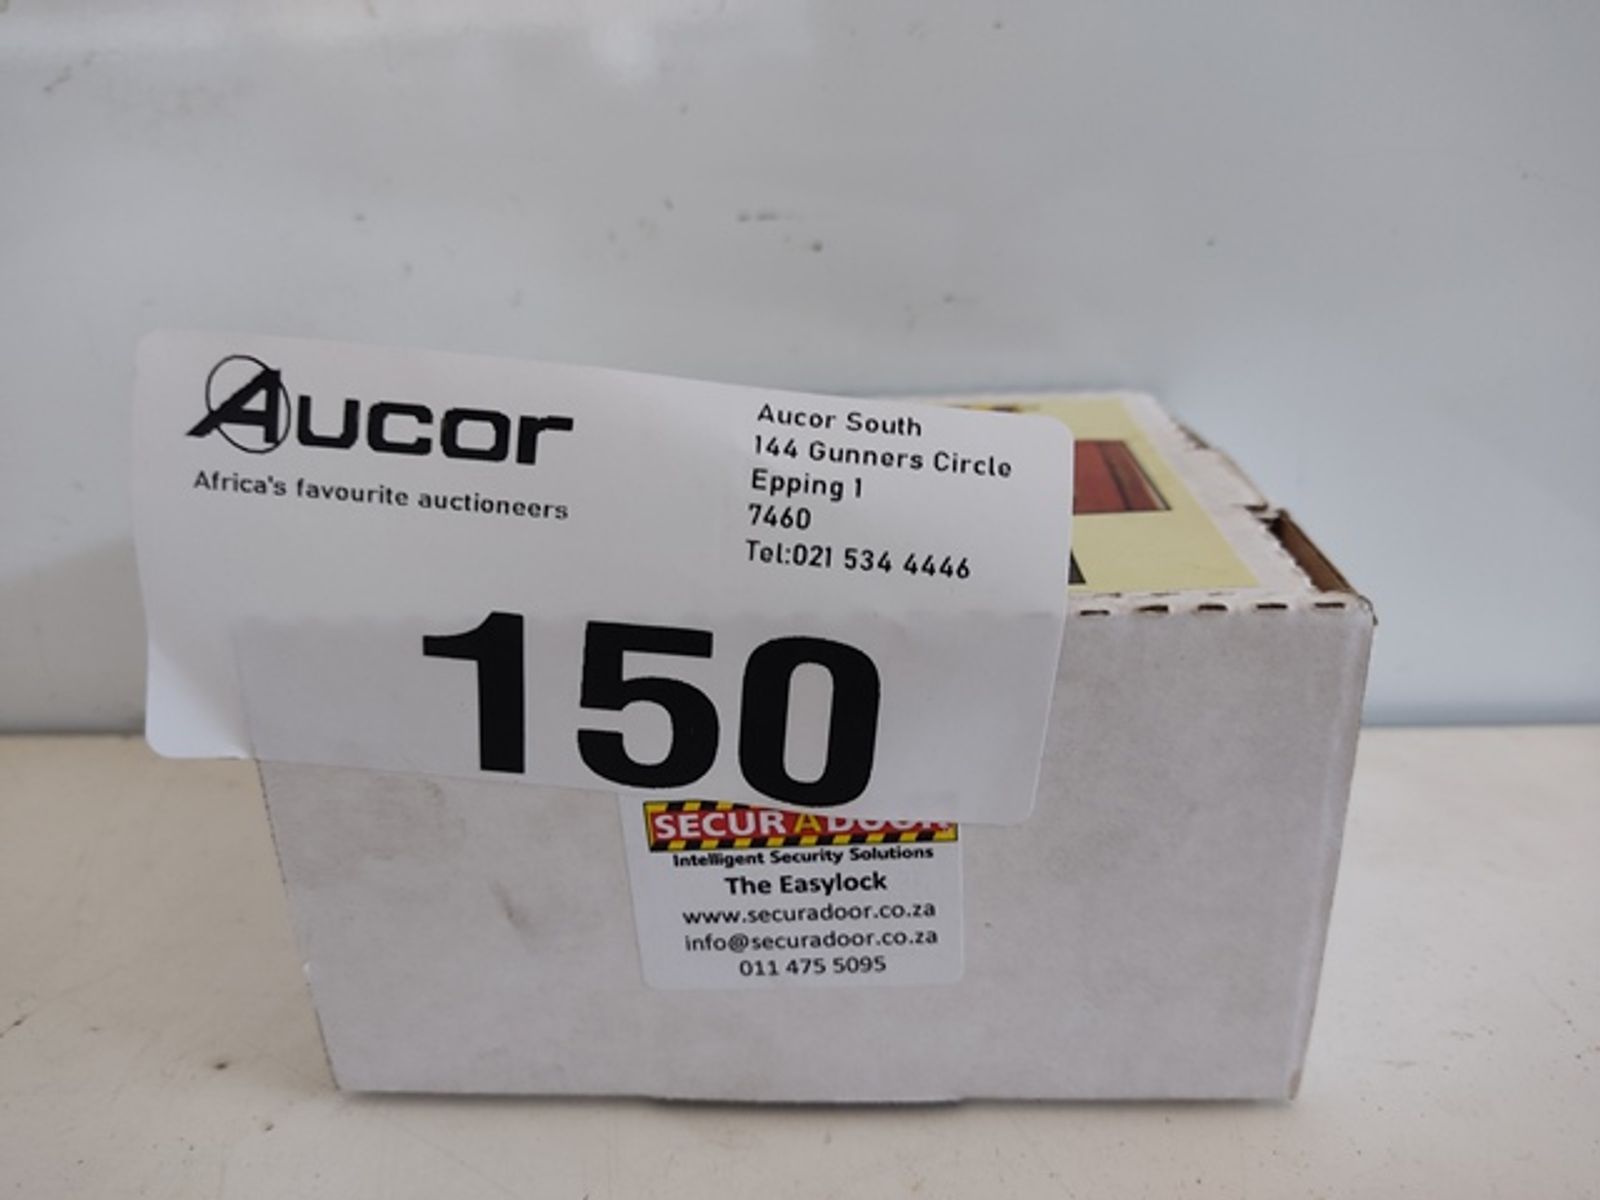 Aucor
Africa's favourite auctioneers
Aucor South
144 Gunners Circle
Epping 1
7460
Tel:021 534 4446
150
SECURADOOR
Intelligent Security Solutions
The Easylock
www.securadoor.co.za
info@securadoor.co.za
011 475 5095